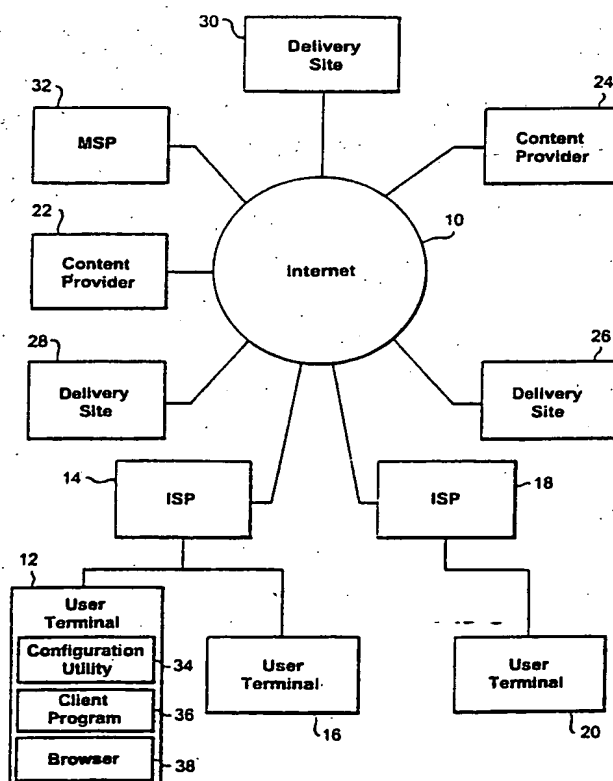 30
Delivery
Site
32
MSP
24
Content
Provider
22
Content
Provider
10
Internet
28
Delivery
Site
26
Delivery
Site
14
ISP
18
ISP
12
User
Terminal
Configuration
Utility
34
Client
Program
36
Browser
38
User
Terminal
16
User
Terminal
20